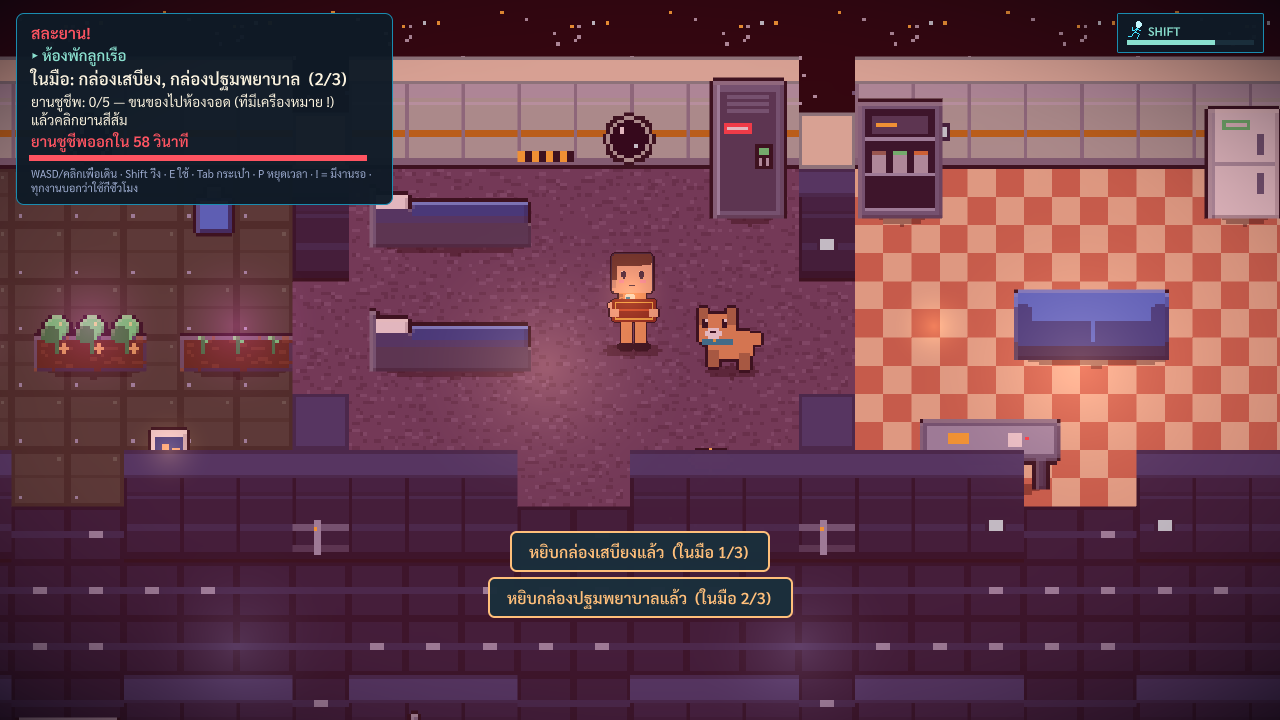 สละยาน!
▸ ห้องพักลูกเรือ
ในมือ: กล่องเสบียง, กล่องปฐมพยาบาล (2/3)
ยานชูชีพ: 0/5 — ขนของไปห้องจอด (ที่มีเครื่องหมาย !)
แล้วคลิกยานสีส้ม
ยานชูชีพออกใน 58 วินาที
WASD/คลิกเพื่อเดิน · Shift วิ่ง · E ใช้ · Tab กระเป๋า · P หยุดเวลา · ! = มีงานรอ ·
ทุกงานบอกว่าใช้กี่ชั่วโมง
SHIFT
หยิบกล่องเสบียงแล้ว (ในมือ 1/3)
หยิบกล่องปฐมพยาบาลแล้ว (ในมือ 2/3)